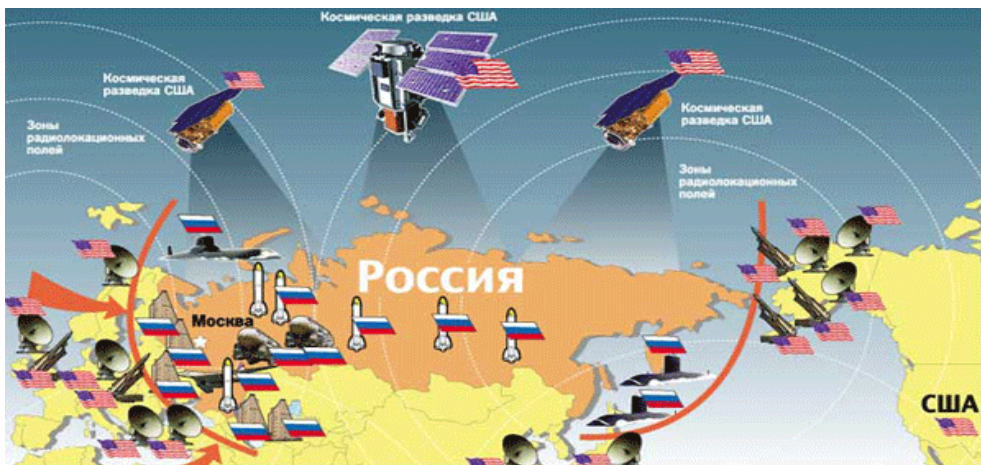 Космическая разведка США
Космическая
разведка США
Зоны
радиолокационных
полей
Космическая
разведка США
Зоны
радиолокационных
полей
Россия
Москва
США